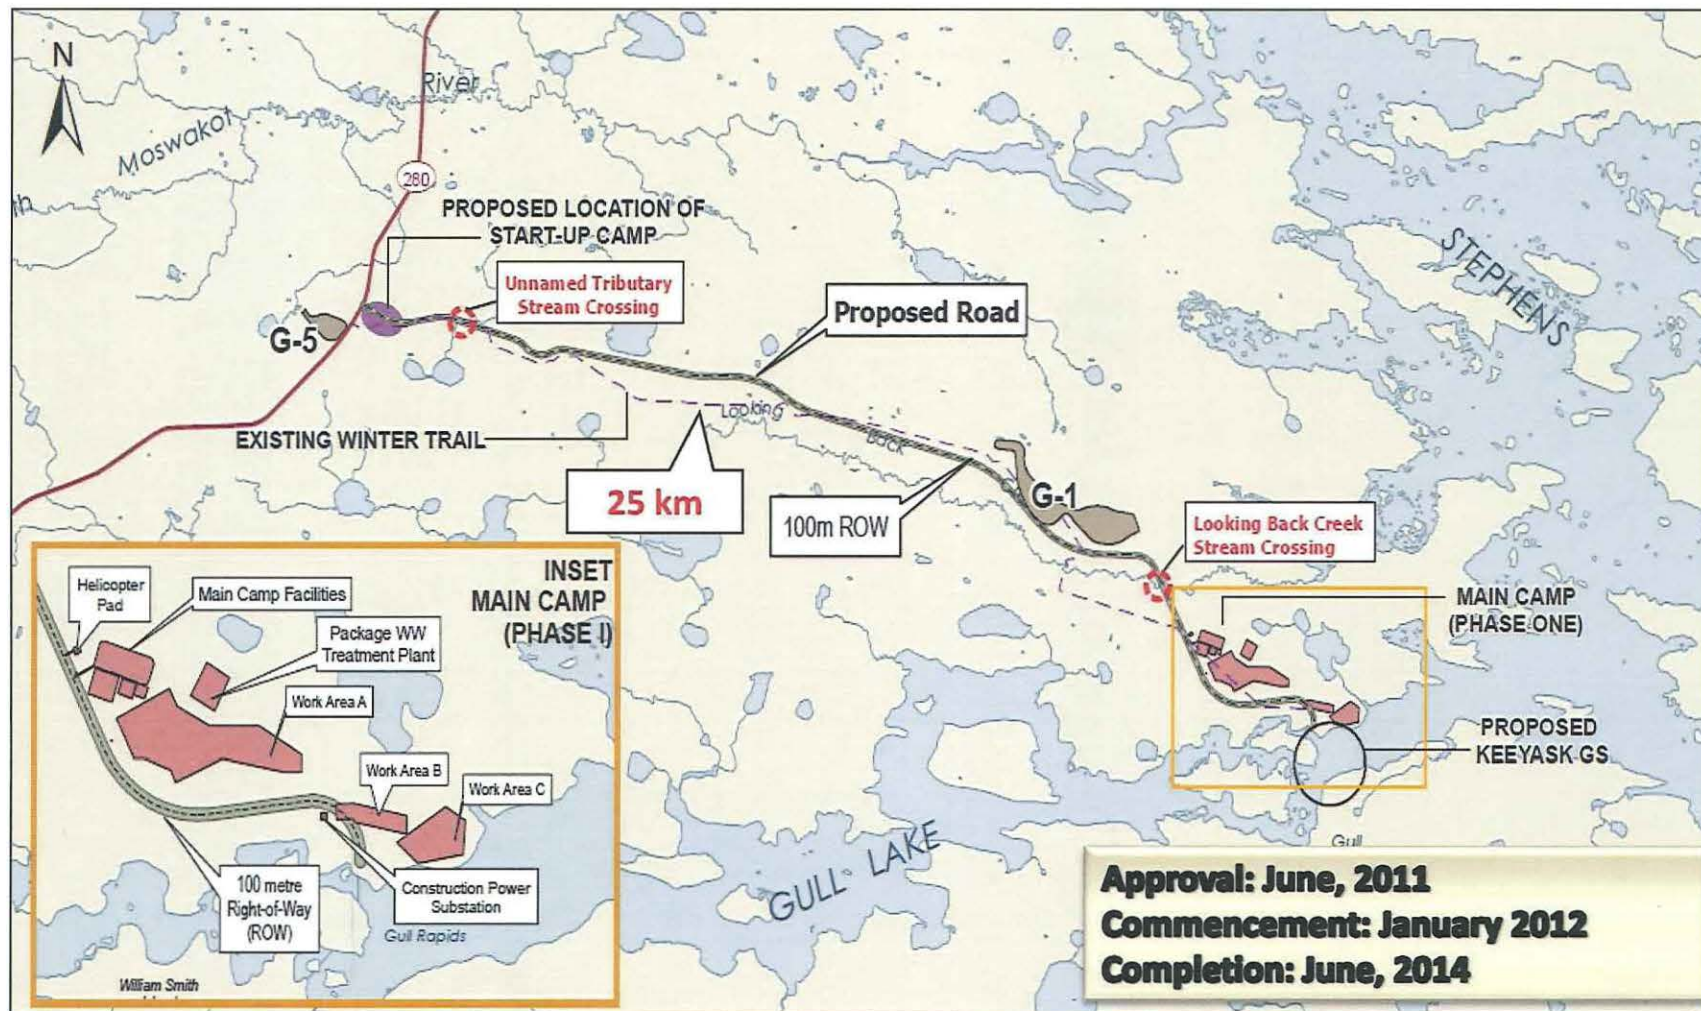 N
River
Moswakot
280
th
PROPOSED LOCATION OF
START-UP CAMP
Unnamed Tributary
Stream Crossing
Proposed Road
STEPHENS
G-5
Looking
Back
EXISTING WINTER TRAIL
25 km
100m ROW
G-1
Looking Back Creek
Stream Crossing
MAIN CAMP
(PHASE ONE)
PROPOSED
KEEYASK GS
GULL LAKE
Gull
INSET
MAIN CAMP
(PHASE I)
Helicopter
Pad
Main Camp Facilities
Package WW
Treatment Plant
Work Area A
Work Area B
Work Area C
100 metre
Right-of-Way
(ROW)
Construction Power
Substation
Gull Rapids
William Smith
Approval: June, 2011
Commencement: January 2012
Completion: June, 2014